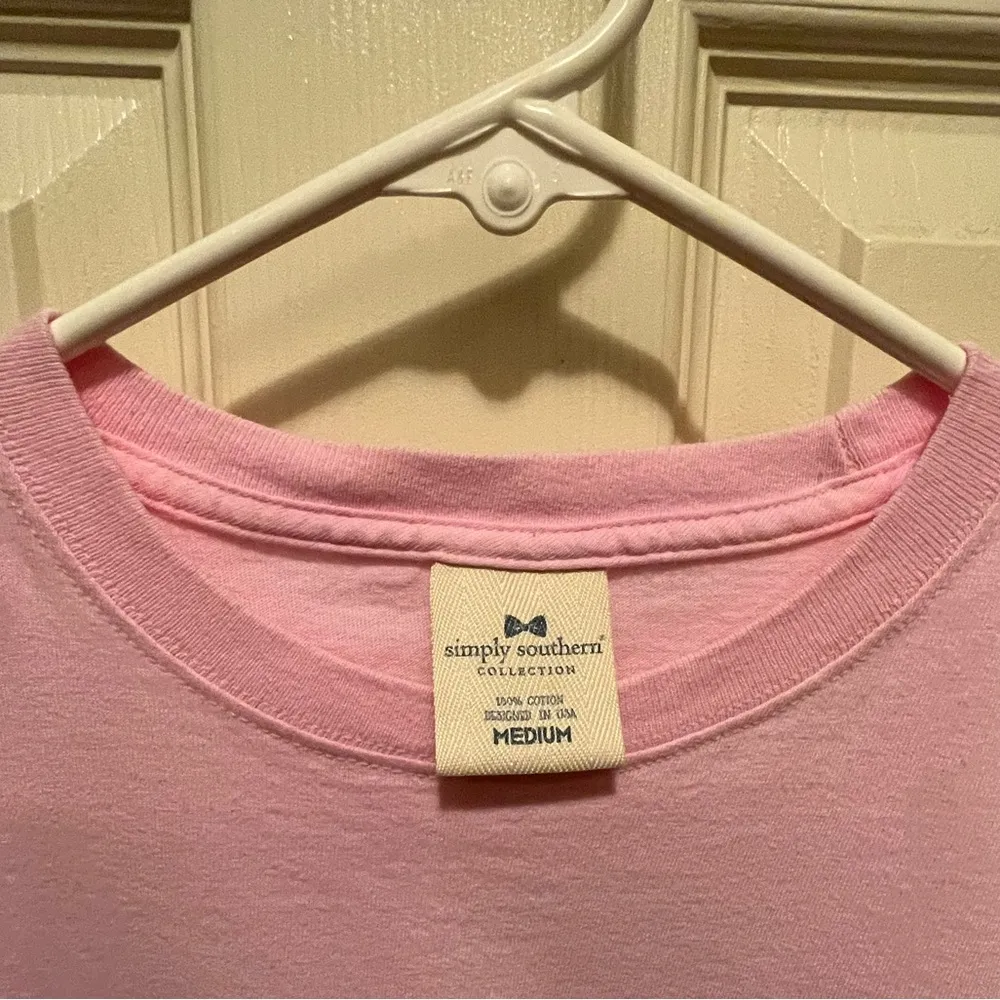 simply southern®
COLLECTION
100% COTTON
DESIGNED IN USA
MEDIUM